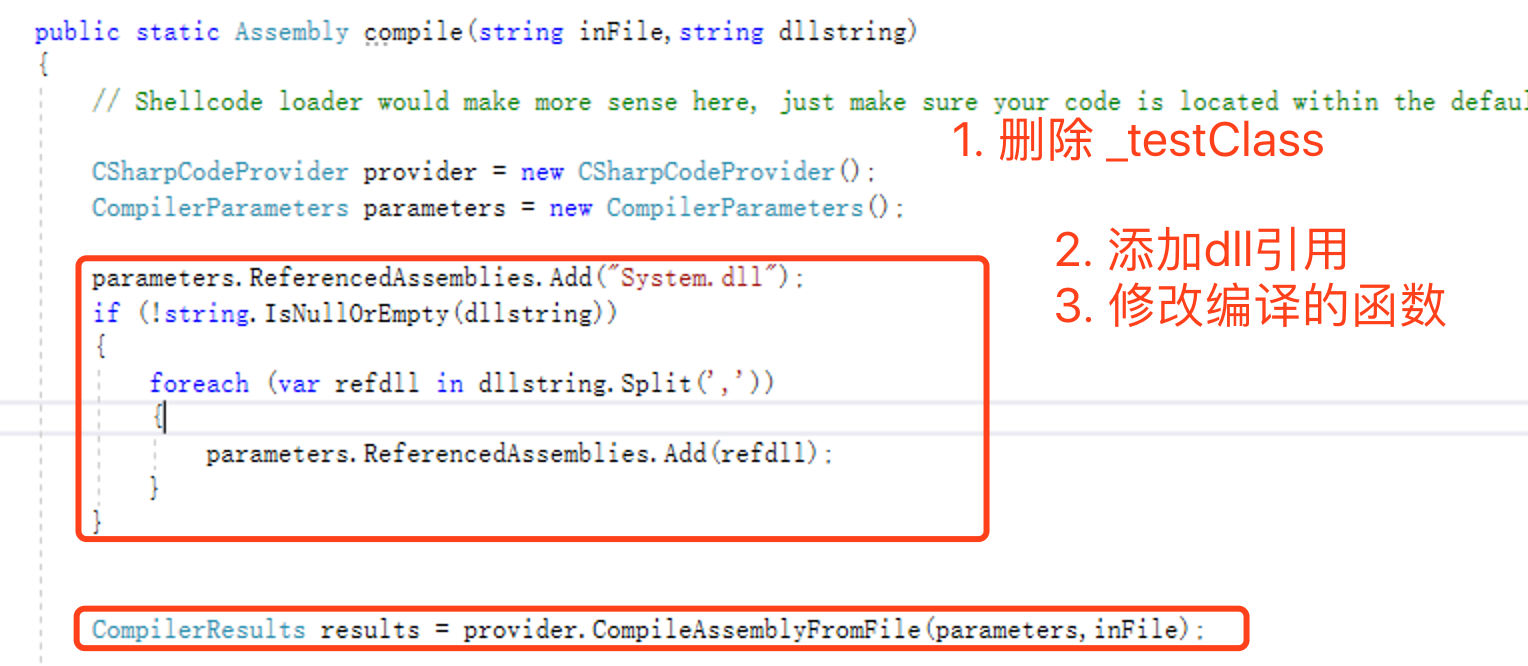 public static Assembly compile(string inFile,string dllstring)
{
// Shellcode loader would make more sense here, just make sure your code is located within the defaul
1. 删除 _testClass
CSharpCodeProvider provider = new CSharpCodeProvider();
CompilerParameters parameters = new CompilerParameters();
2. 添加dll引用
parameters.ReferencedAssemblies.Add("System.dll");
3. 修改编译的函数
if (!string.IsNullOrEmpty(dllstring))
{
foreach (var refdll in dllstring.Split(','))
{
parameters.ReferencedAssemblies.Add(refdll);
}
}
CompilerResults results = provider.CompileAssemblyFromFile(parameters,inFile);